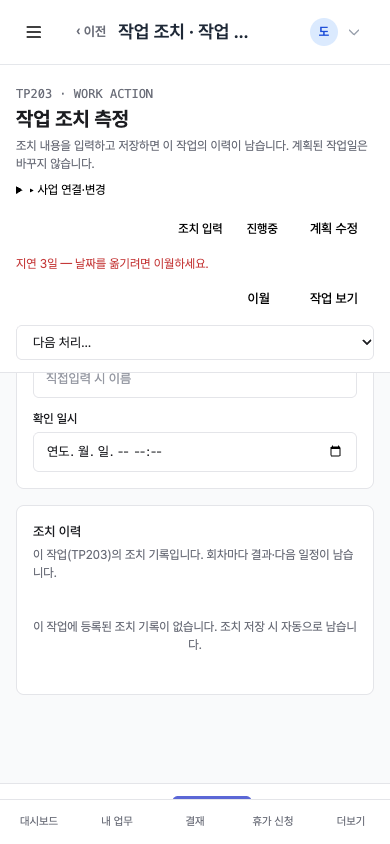 ‹ 이전 작업 조치 · 작업 ... 도
TP203 · WORK ACTION
작업 조치 측정
조치 내용을 입력하고 저장하면 이 작업의 이력이 남습니다. 계획된 작업일은
바꾸지 않습니다.
▶ ▸ 사업 연결·변경
조치 입력 진행중 계획 수정
지연 3일 — 날짜를 옮기려면 이월하세요.
이월 작업 보기
다음 처리...
직접입력 시 이름
확인 일시
연도. 월. 일. -- --:--
조치 이력
이 작업(TP203)의 조치 기록입니다. 회차마다 결과·다음 일정이 남습
니다.
이 작업에 등록된 조치 기록이 없습니다. 조치 저장 시 자동으로 남습니
다.
대시보드 내 업무 결재 휴가 신청 더보기